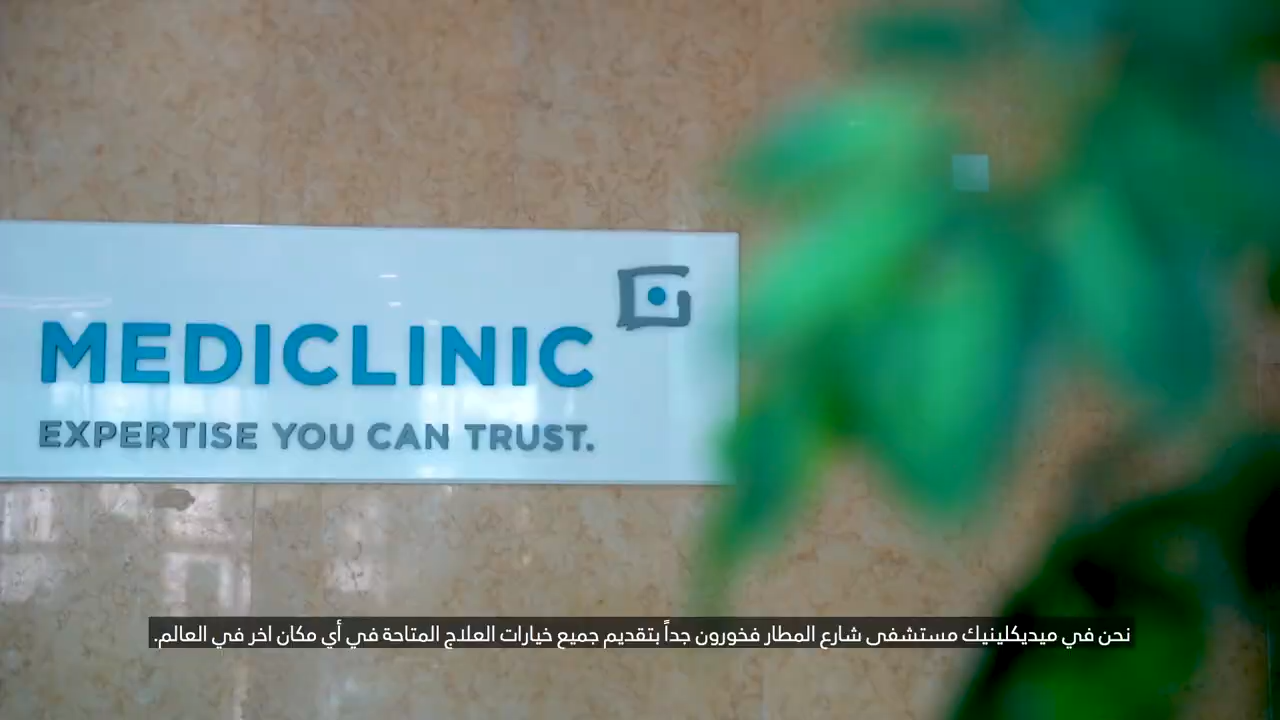 MEDICLINIC
EXPERTISE YOU CAN TRUST.
نحن في ميديكلينيك مستشفى شارع المطار فخورون جداً بتقديم جميع خيارات العلاج المتاحة في أي مكان اخر في العالم.